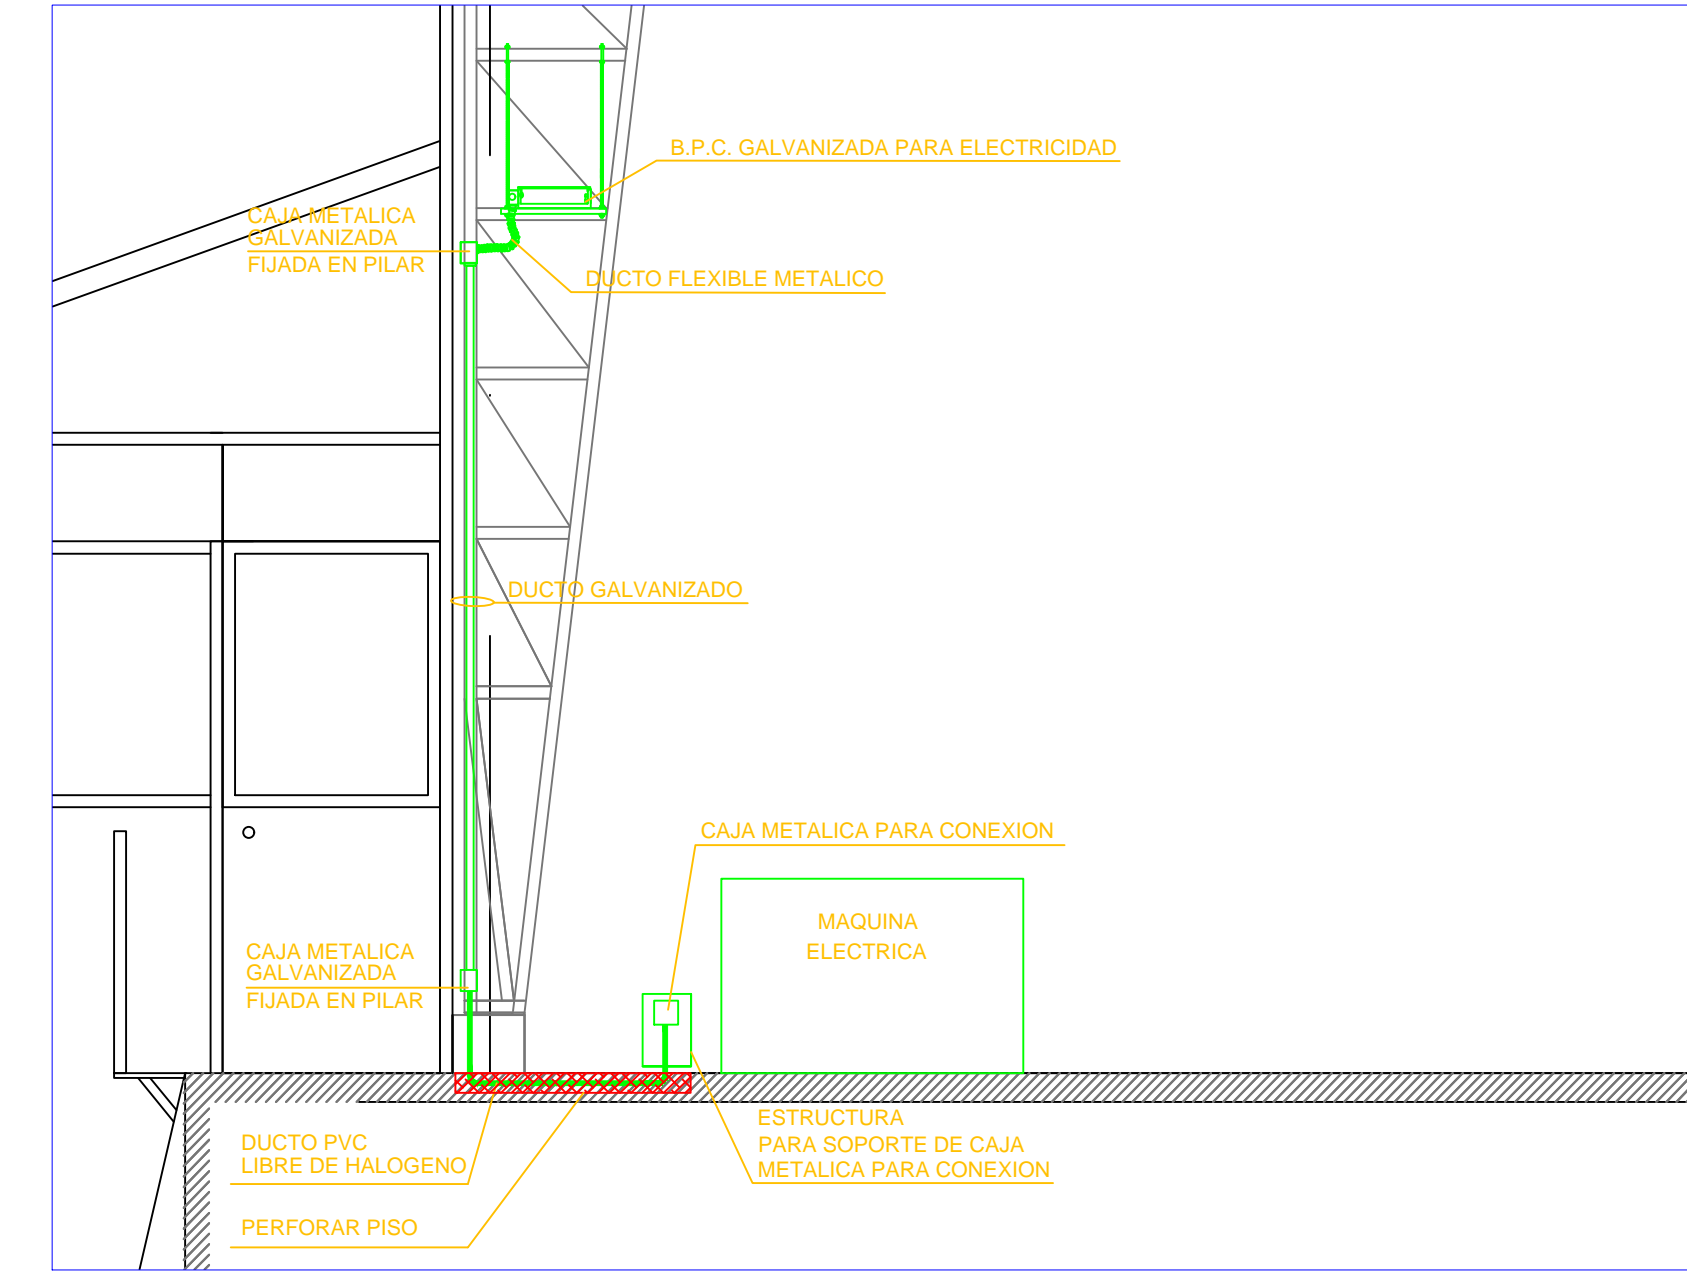 B.P.C. GALVANIZADA PARA ELECTRICIDAD
CAJA METALICA
GALVANIZADA
FIJADA EN PILAR
DUCTO FLEXIBLE METALICO
DUCTO GALVANIZADO
CAJA METALICA PARA CONEXION
MAQUINA
ELECTRICA
CAJA METALICA
GALVANIZADA
FIJADA EN PILAR
ESTRUCTURA
PARA SOPORTE DE CAJA
METALICA PARA CONEXION
DUCTO PVC
LIBRE DE HALOGENO
PERFORAR PISO